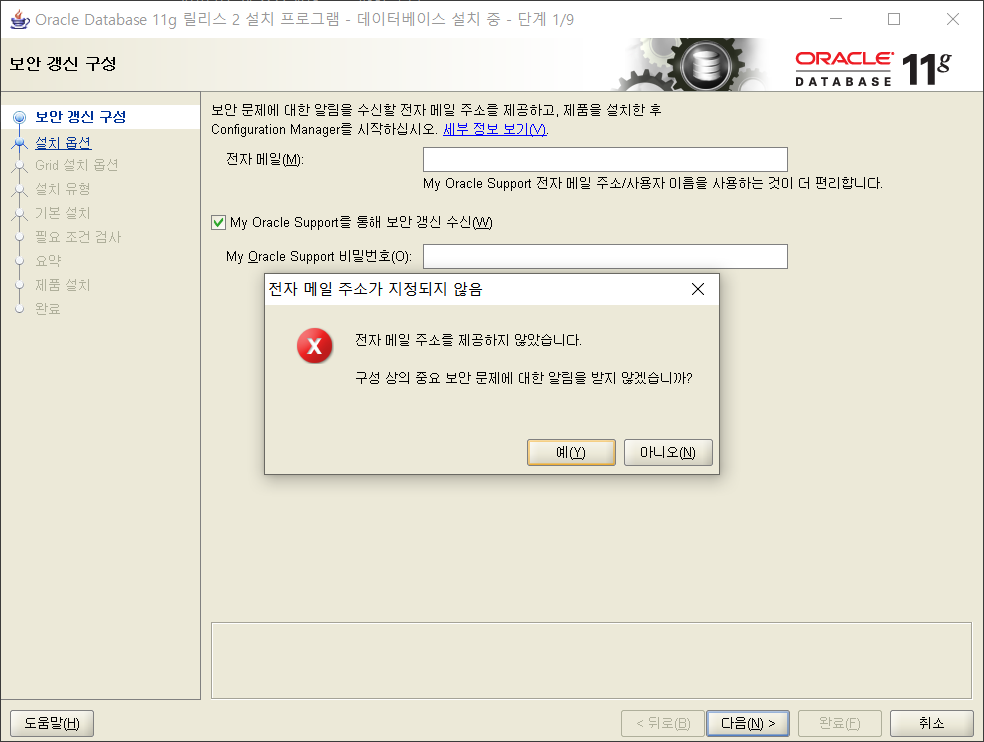 Oracle Database 11g 릴리스 2 설치 프로그램 - 데이터베이스 설치 중 - 단계 1/9
보안 갱신 구성
ORACLE
DATABASE
11g
보안 갱신 구성
설치 옵션
Grid 설치 옵션
설치 유형
기본 설치
필요 조건 검사
요약
제품 설치
완료
보안 문제에 대한 알림을 수신할 전자 메일 주소를 제공하고, 제품을 설치한 후
Configuration Manager를 시작하십시오. 세부 정보 보기(V).
전자 메일(M):
My Oracle Support 전자 메일 주소/사용자 이름을 사용하는 것이 더 편리합니다.
My Oracle Support를 통해 보안 갱신 수신(W)
My Oracle Support 비밀번호(O):
전자 메일 주소가 지정되지 않음
전자 메일 주소를 제공하지 않았습니다.
구성 상의 중요 보안 문제에 대한 알림을 받지 않겠습니까?
예(Y)
아니오(N)
도움말(H)
< 뒤로(B)
다음(N) >
완료(F)
취소